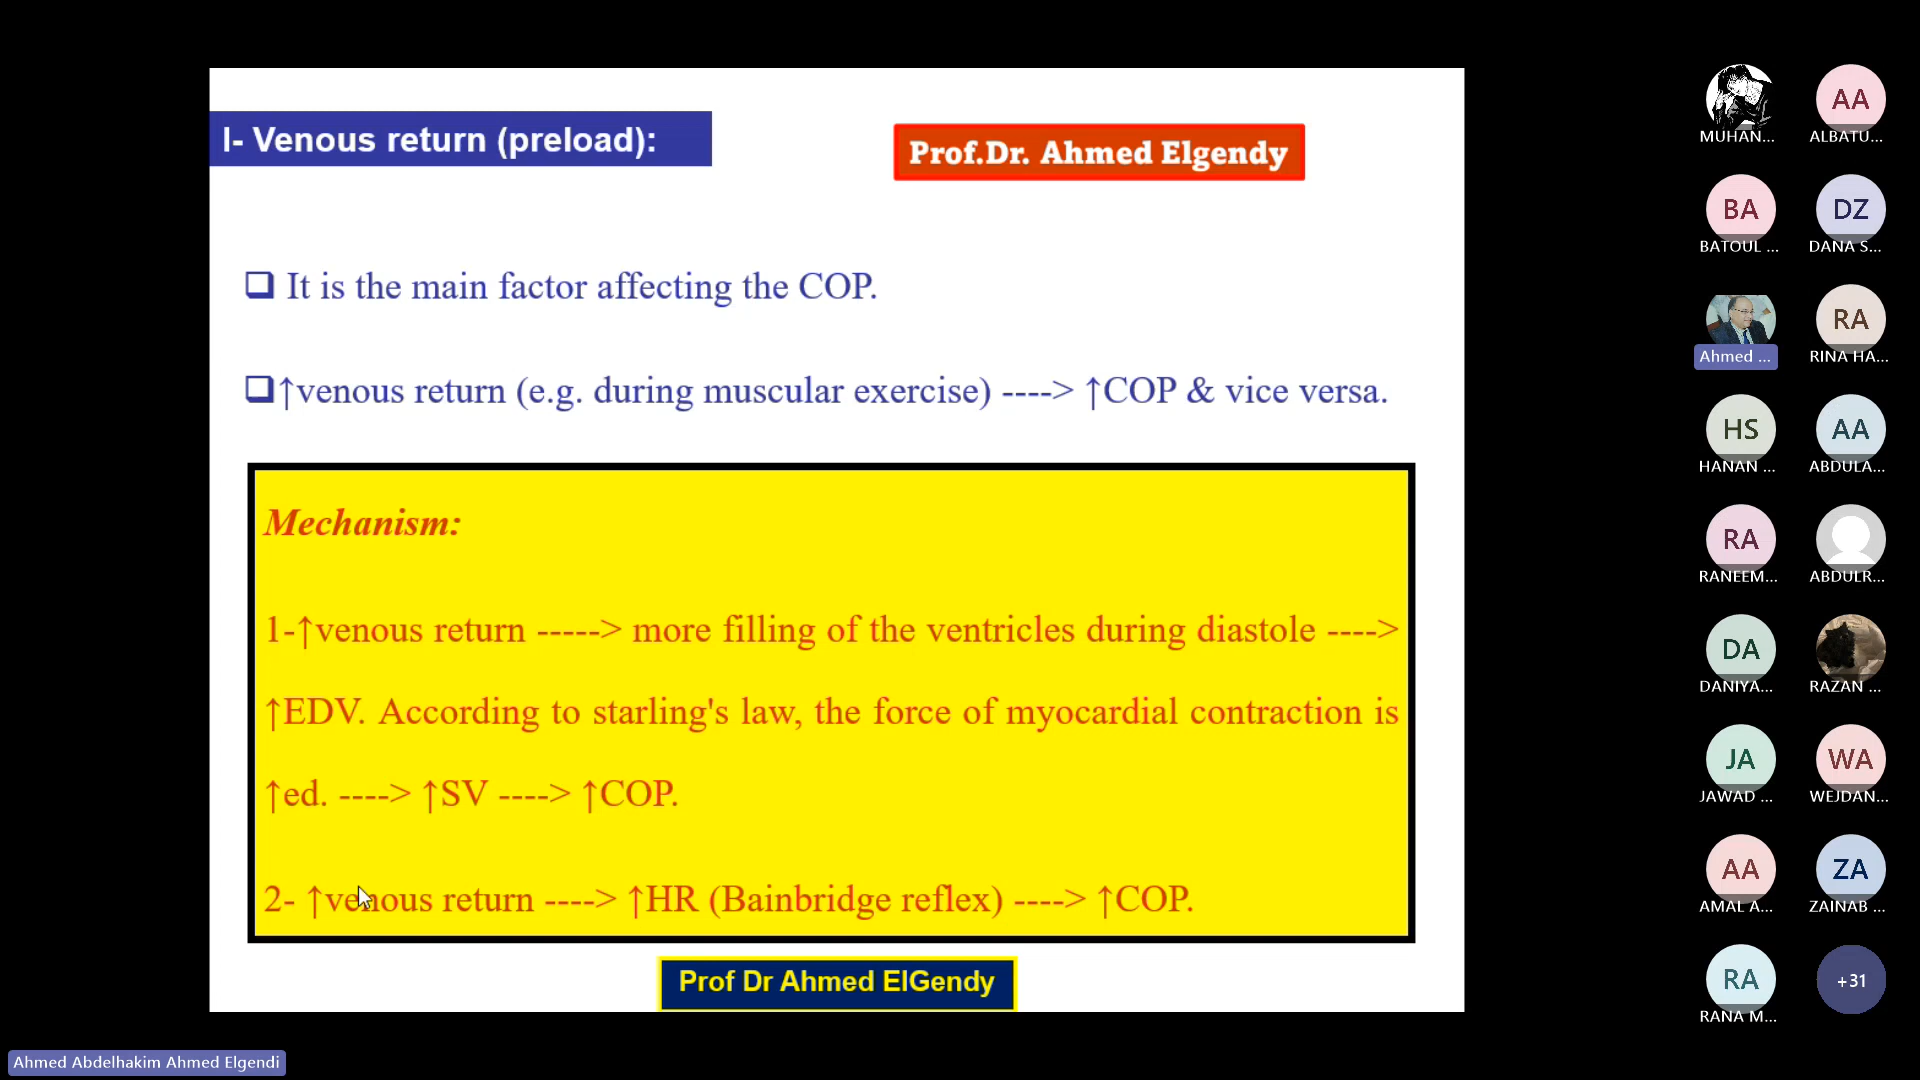 I- Venous return (preload):
Prof.Dr. Ahmed Elgendy
❑ It is the main factor affecting the COP.
❑↑venous return (e.g. during muscular exercise) ----> ↑COP & vice versa.
Mechanism:
1-↑venous return -----> more filling of the ventricles during diastole ---->
↑EDV. According to starling's law, the force of myocardial contraction is
↑ed. ----> ↑SV ----> ↑COP.
2- ↑venous return ----> ↑HR (Bainbridge reflex) ----> ↑COP.
Prof Dr Ahmed ElGendy
Ahmed Abdelhakim Ahmed Elgendi
MUHAN...
AA
ALBATU...
BA
BATOUL ...
DZ
DANA S...
Ahmed ...
RA
RINA HA...
HS
HANAN ...
AA
ABDULA...
RA
RANEEM...
ABDULR...
DA
DANIYA...
RAZAN ...
JA
JAWAD ...
WA
WEJDAN...
AA
AMAL A...
ZA
ZAINAB ...
RA
RANA M...
+31